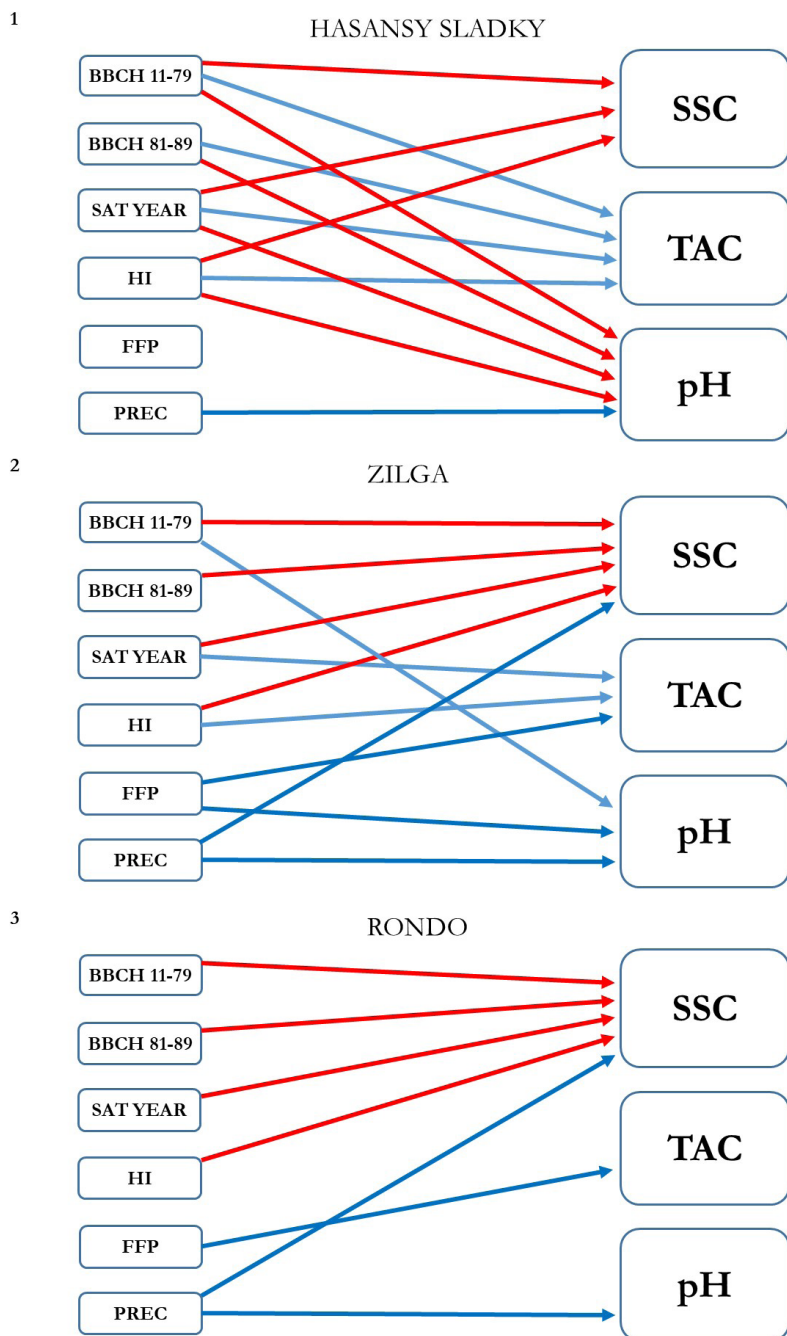 1
HASANSY SLADKY
BBCH 11-79
BBCH 81-89
SAT YEAR
HI
FFP
PREC
SSC
TAC
pH
2
ZILGA
BBCH 11-79
BBCH 81-89
SAT YEAR
HI
FFP
PREC
SSC
TAC
pH
3
RONDO
BBCH 11-79
BBCH 81-89
SAT YEAR
HI
FFP
PREC
SSC
TAC
pH